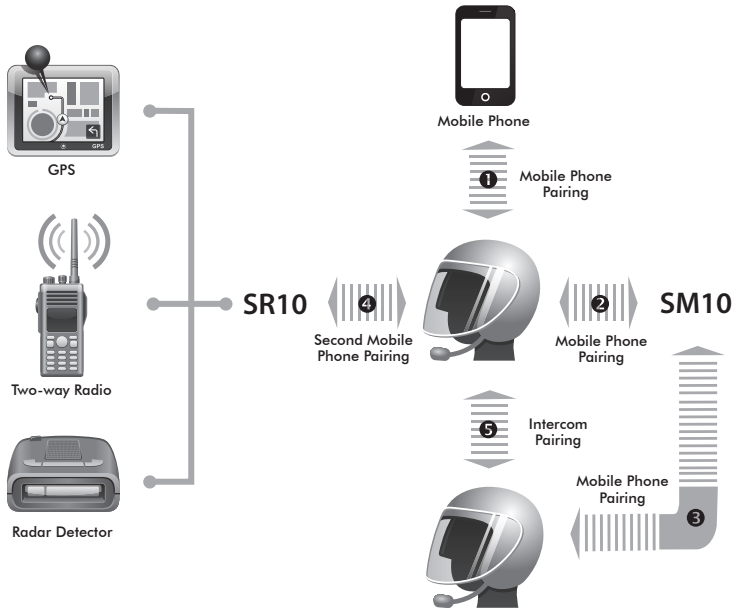 Mobile Phone
GPS
GPS
1
Mobile Phone
Pairing
Two-way Radio
SR10
4
Second Mobile
Phone Pairing
2
Mobile Phone
Pairing
SM10
5
Intercom
Pairing
Mobile Phone
Pairing
3
Radar Detector